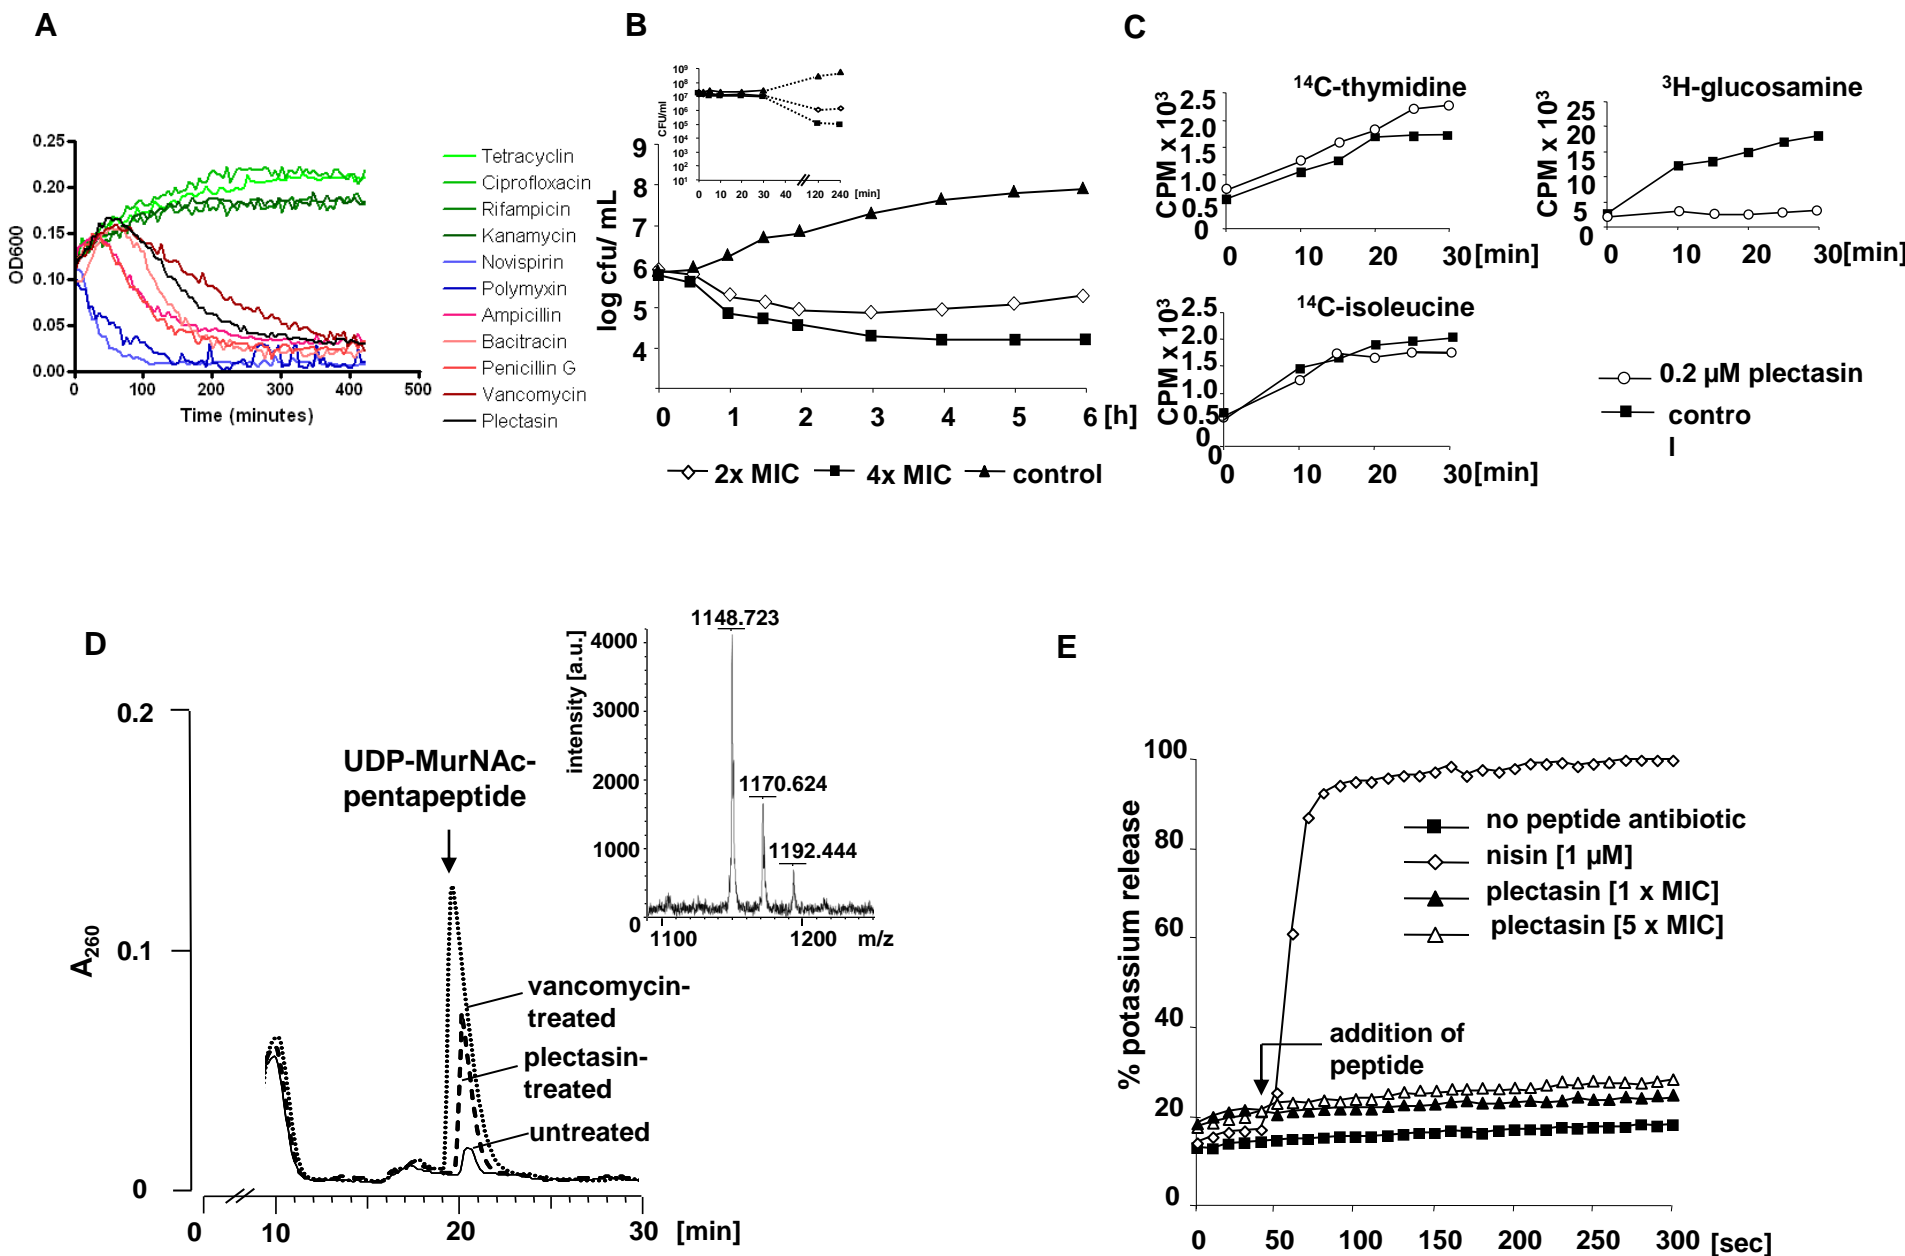 A
0.25
0.20
0.15
0.10
0.05
0.00
OD600
0
100
200
300
400
500
Time (minutes)
Tetracyclin
Ciprofloxacin
Rifampicin
Kanamycin
Novispirin
Polymyxin
Ampicillin
Bacitracin
Penicillin G
Vancomycin
Plectasin
B
10⁹
10⁸
10⁷
10⁶
10⁵
10⁴
10³
10²
10¹
CFU/ml
0 10 20 30 40 120 240 [min]
9
8
7
6
5
4
log cfu/ mL
0 1 2 3 4 5 6 [h]
2x MIC 4x MIC control
C
¹⁴C-thymidine
2.5
2.0
1.5
1.0
0.5
0
CPM x 10³
0 10 20 30[min]
³H-glucosamine
25
20
15
10
5
0
CPM x 10³
0 10 20 30[min]
¹⁴C-isoleucine
2.5
2.0
1.5
1.0
0.5
0
CPM x 10³
0 10 20 30[min]
0.2 µM plectasin
contro
l
D
0.2
0.1
0
A₂₆₀
0 10 20 30 [min]
UDP-MurNAc-
pentapeptide
vancomycin-
treated
plectasin-
treated
untreated
4000
3000
2000
1000
0
intensity [a.u.]
1148.723
1170.624
1192.444
1100 1200 m/z
E
100
80
60
40
20
0
% potassium release
no peptide antibiotic
nisin [1 µM]
plectasin [1 x MIC]
plectasin [5 x MIC]
addition of
peptide
0 50 100 150 200 250 300 [sec]